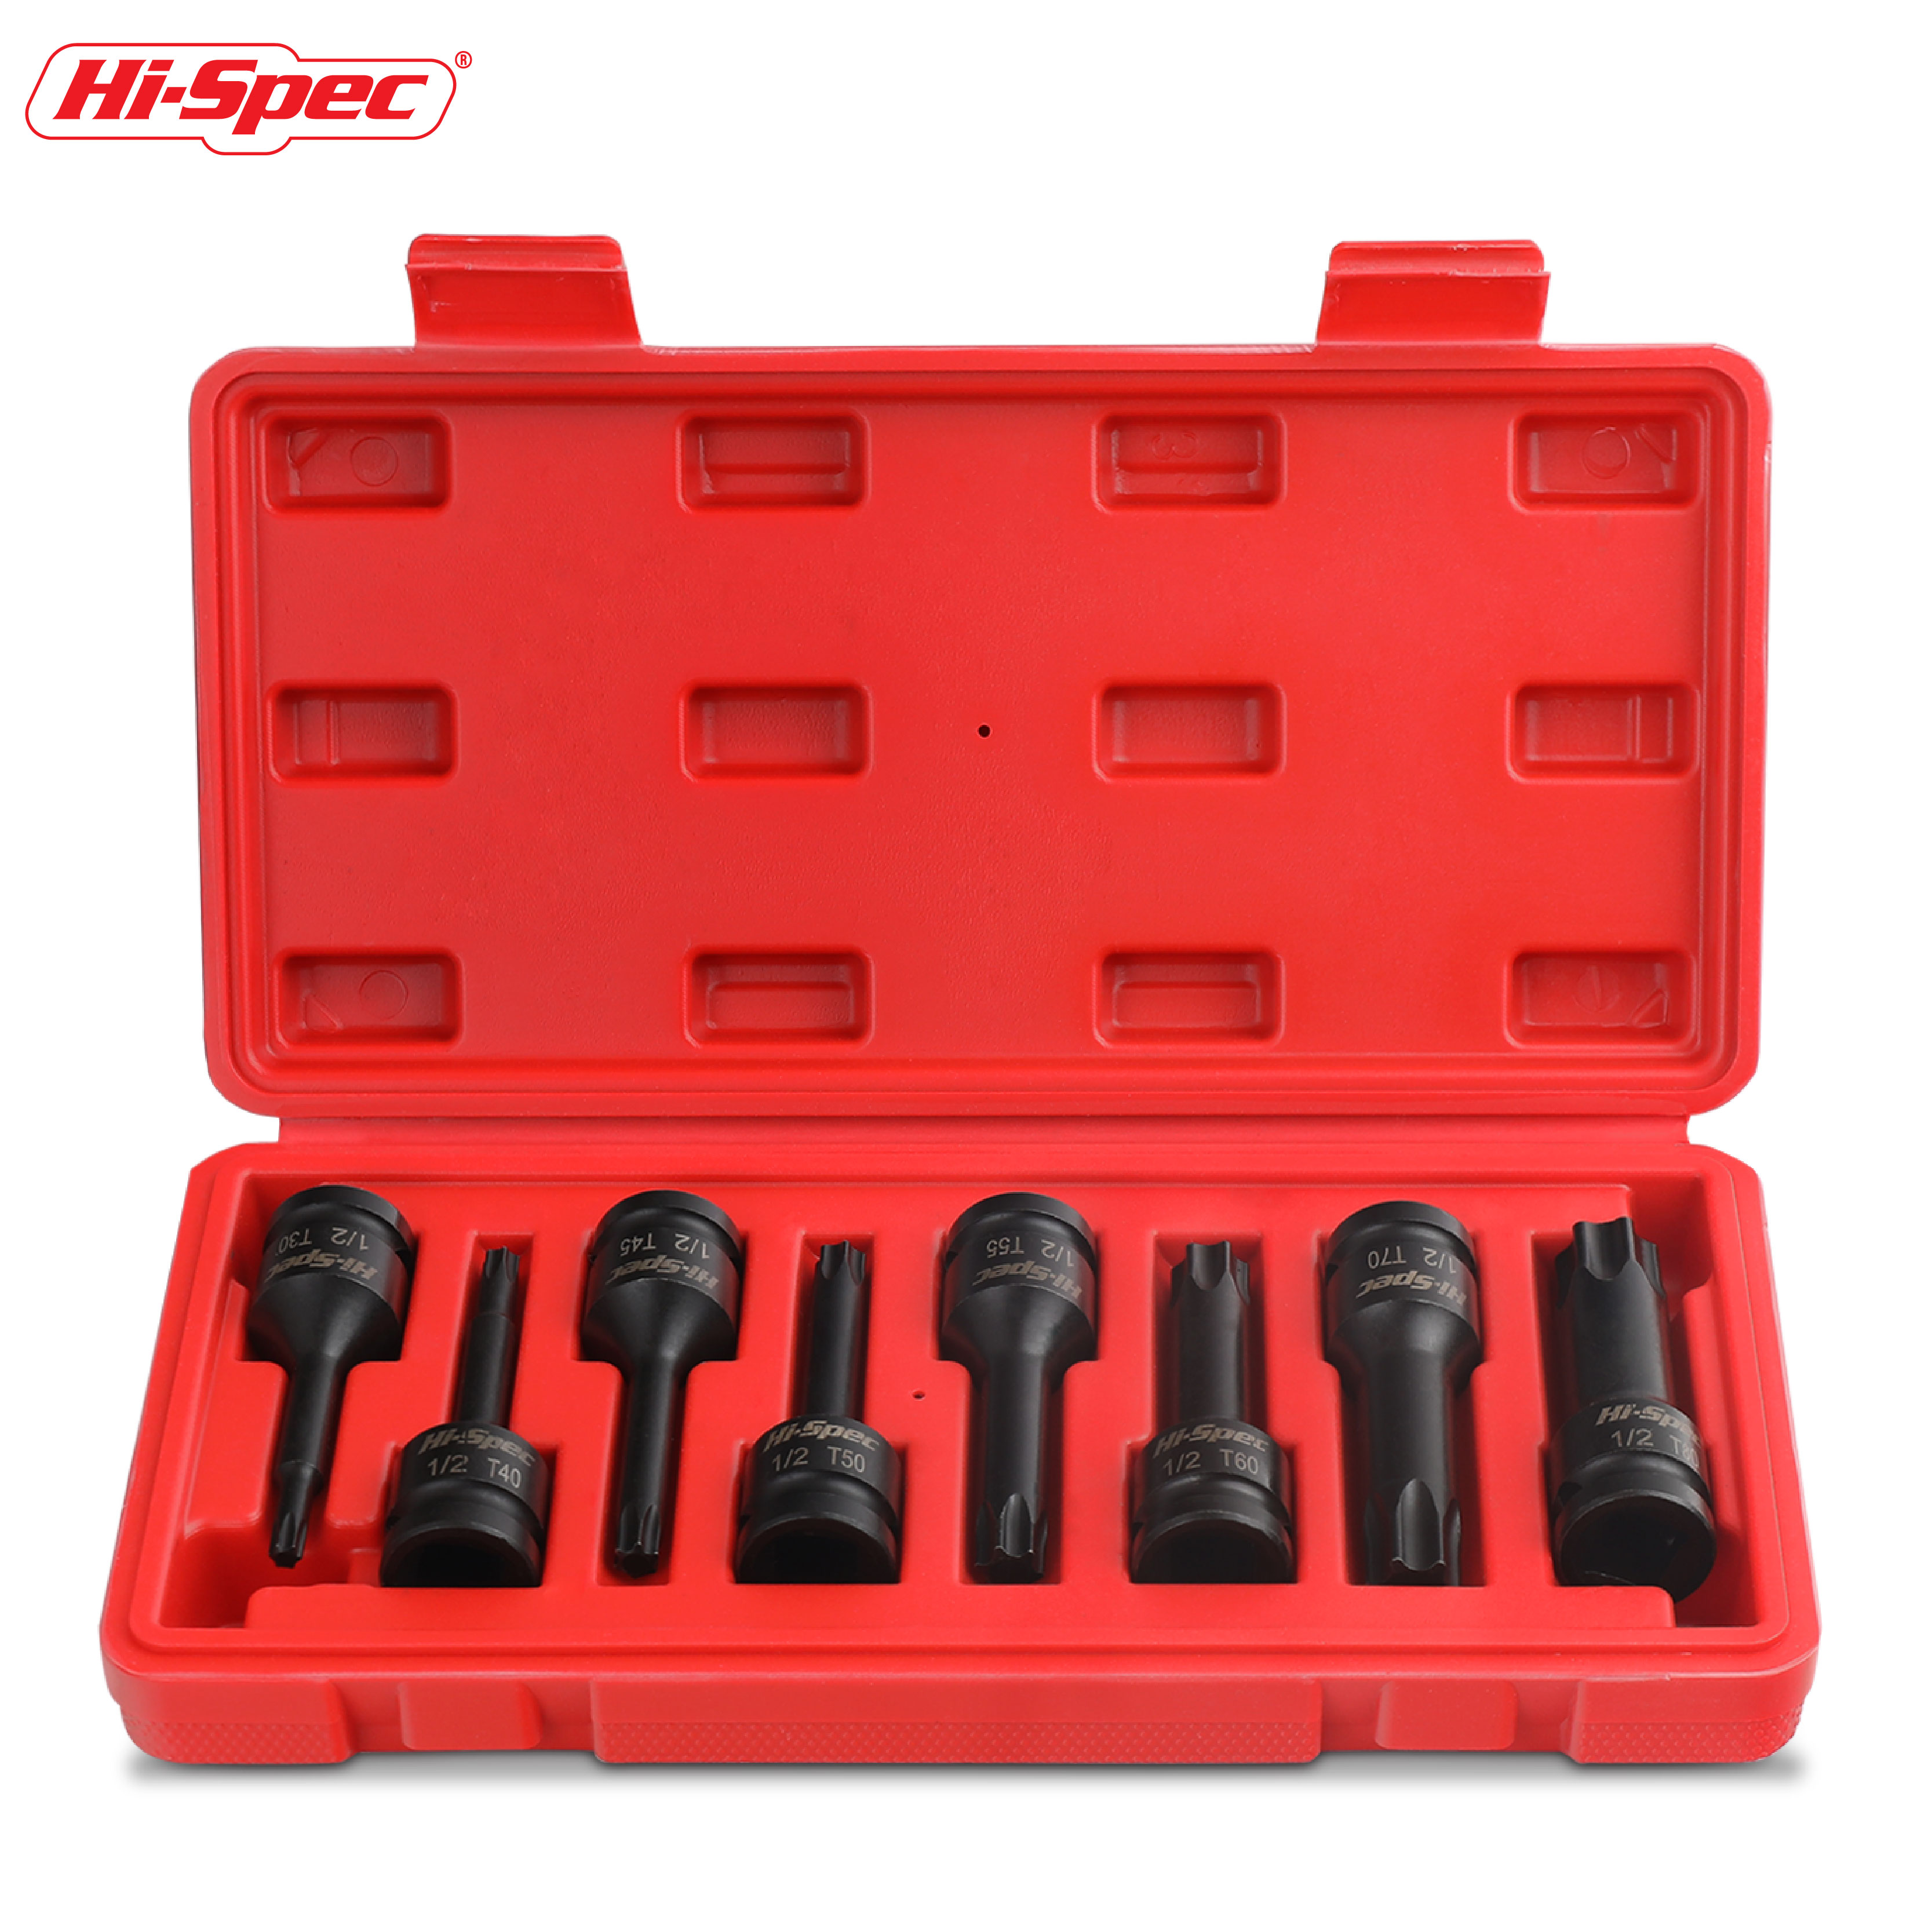 Hi-Spec®
1/2 T30
Hi-Spec
Hi-Spec
1/2 T40
1/2 T45
Hi-Spec
Hi-Spec
1/2 T50
1/2 T55
Hi-Spec
Hi-Spec
1/2 T60
1/2 T70
Hi-Spec
Hi-Spec
1/2 T80